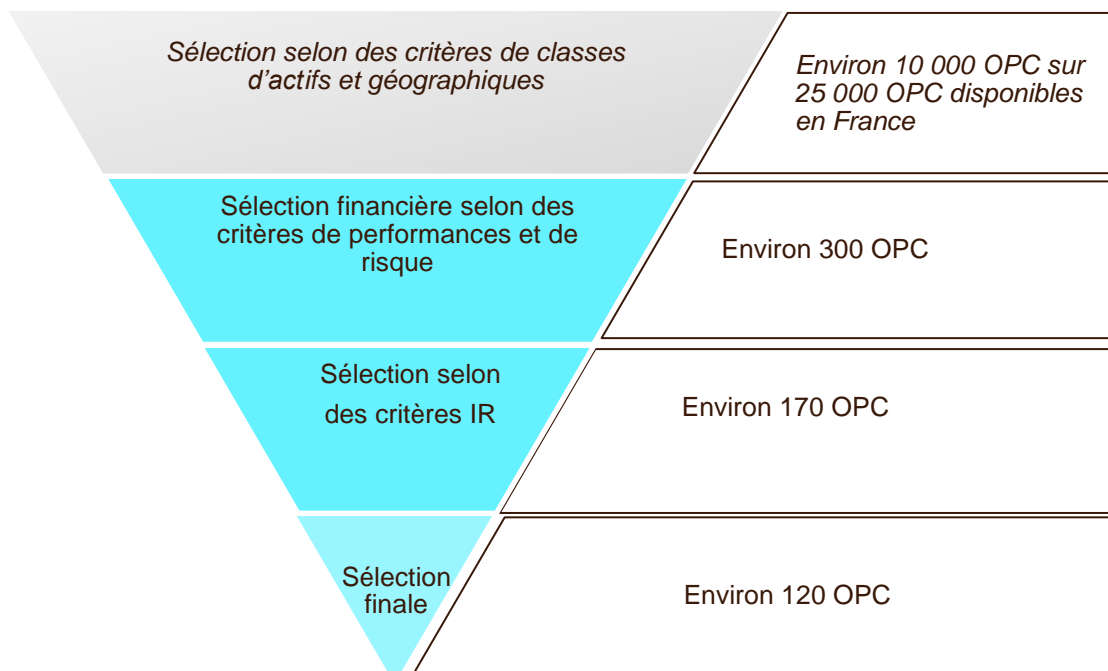 Sélection selon des critères de classes
d'actifs et géographiques
Environ 10 000 OPC sur
25 000 OPC disponibles
en France
Sélection financière selon des
critères de performances et de
risque
Environ 300 OPC
Sélection selon
des critères IR
Environ 170 OPC
Sélection
finale
Environ 120 OPC